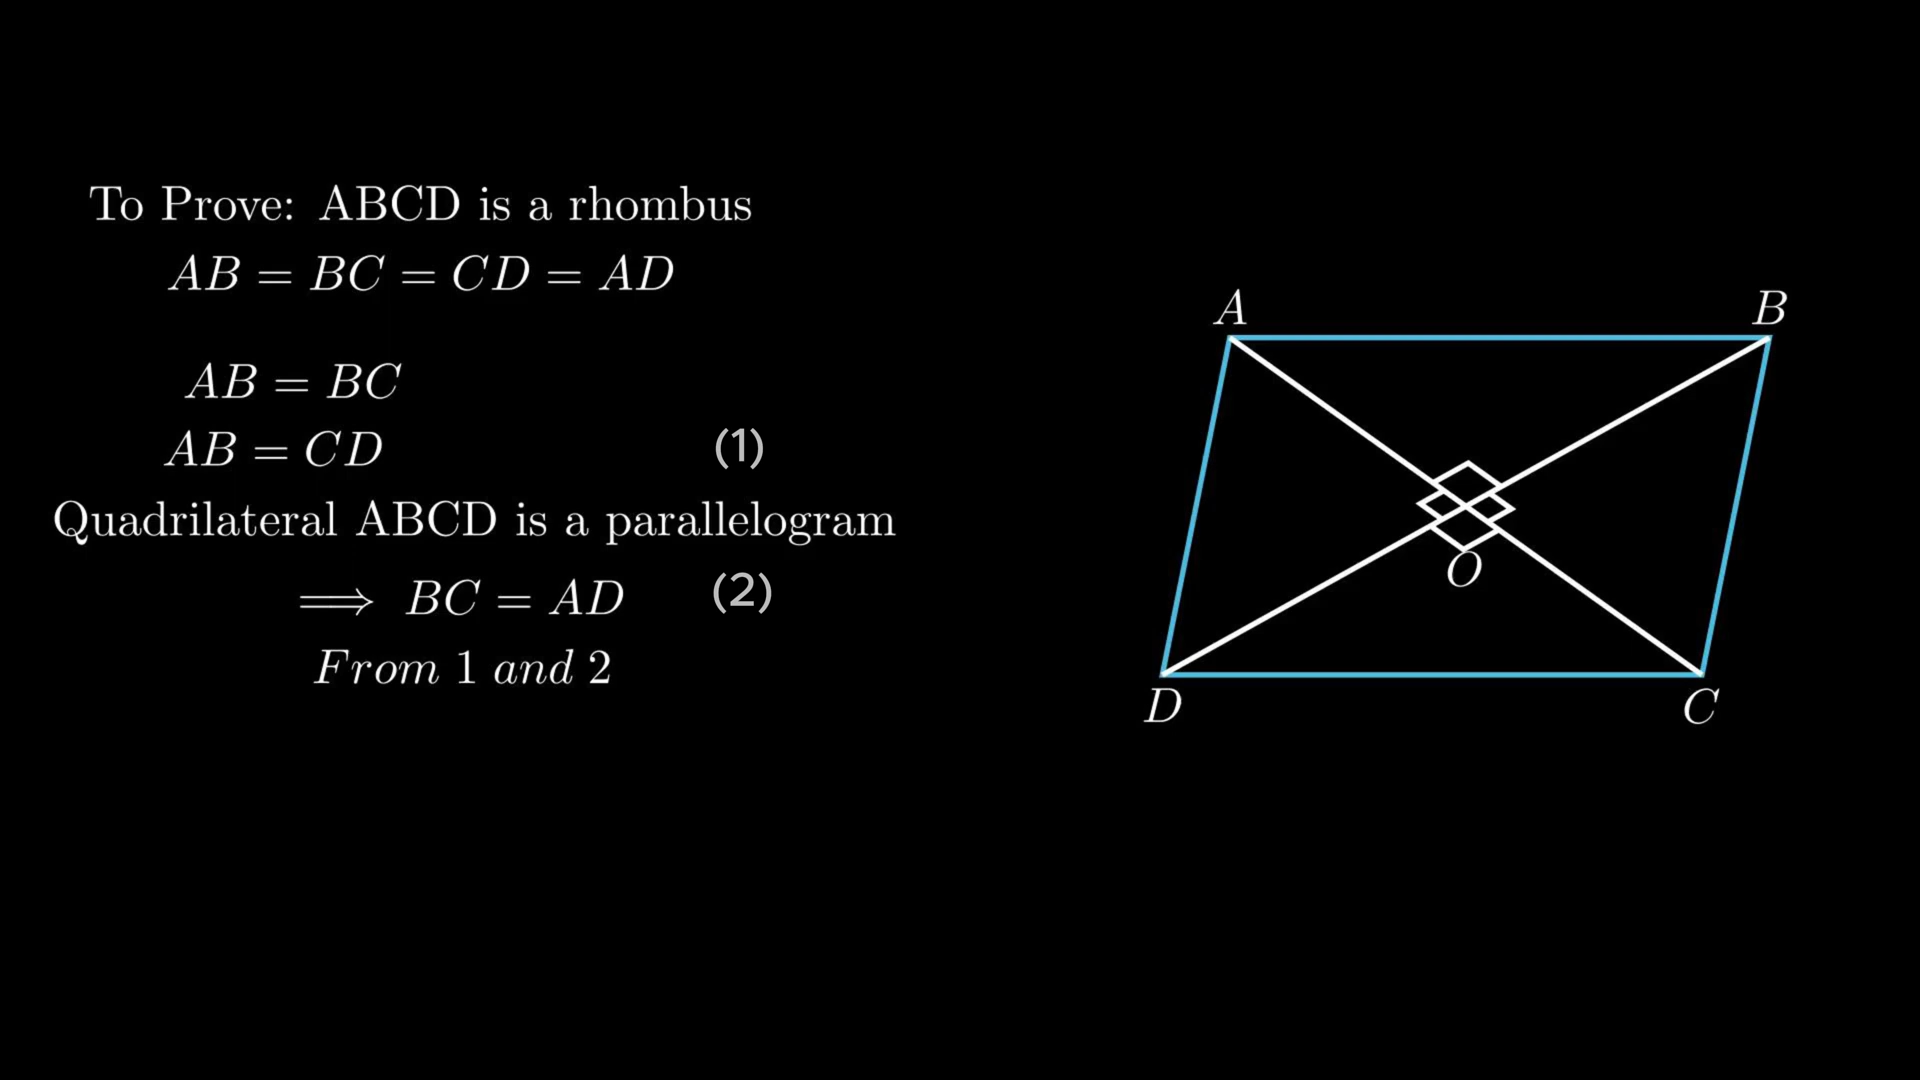 To Prove: ABCD is a rhombus
AB = BC = CD = AD
AB = BC
AB = CD (1)
Quadrilateral ABCD is a parallelogram
⟹ BC = AD (2)
From 1 and 2
A B
O
D C